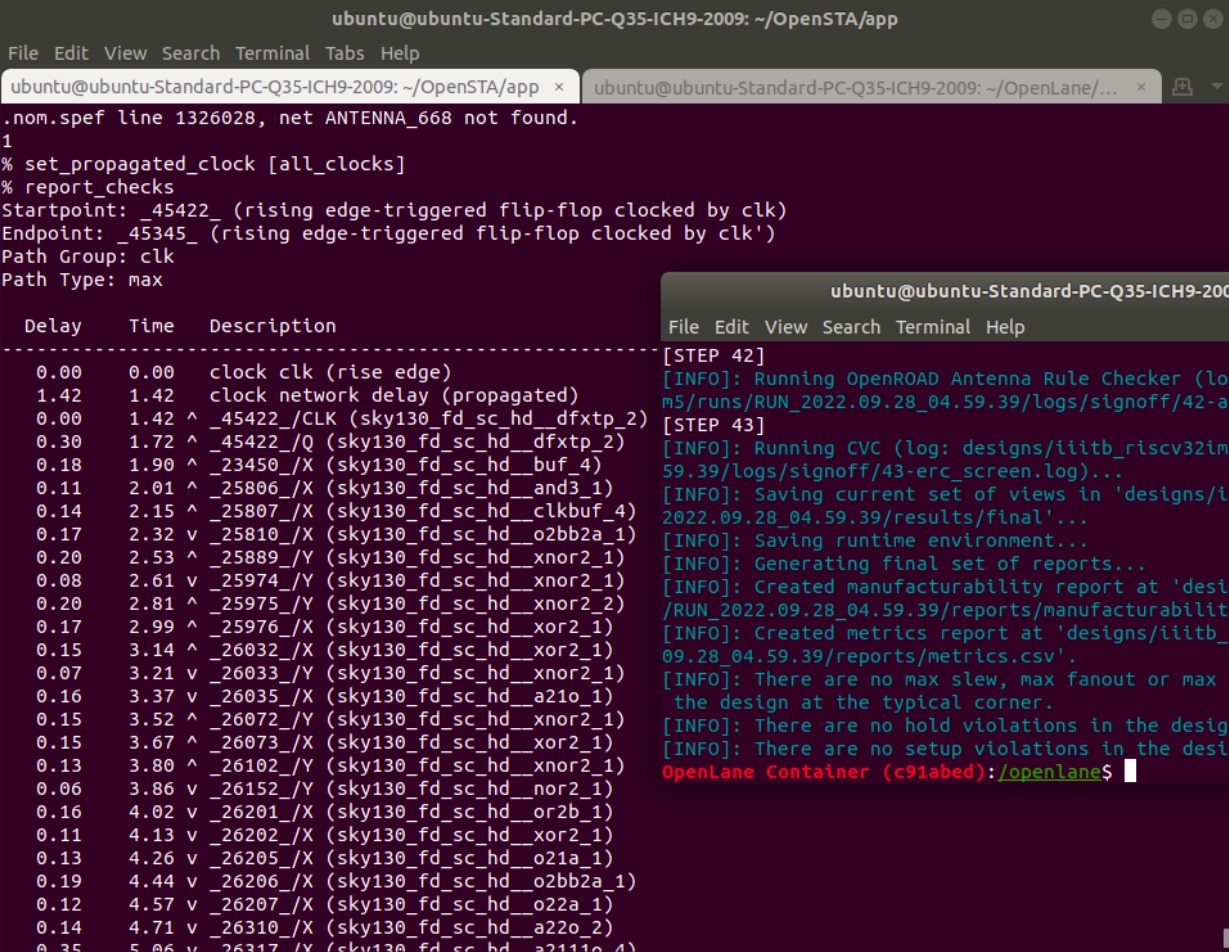 ubuntu@ubuntu-Standard-PC-Q35-ICH9-2009: ~/OpenSTA/app
File Edit View Search Terminal Tabs Help
ubuntu@ubuntu-Standard-PC-Q35-ICH9-2009: ~/OpenSTA/app × ubuntu@ubuntu-Standard-PC-Q35-ICH9-2009: ~/OpenLane/... ×
.nom.spef line 1326028, net ANTENNA_668 not found.
1
% set_propagated_clock [all_clocks]
% report_checks
Startpoint: _45422_ (rising edge-triggered flip-flop clocked by clk)
Endpoint: _45345_ (rising edge-triggered flip-flop clocked by clk')
Path Group: clk
Path Type: max
Delay Time Description
---------------------------------------------------------
0.00 0.00 clock clk (rise edge)
1.42 1.42 clock network delay (propagated)
0.00 1.42 ^ _45422_/CLK (sky130_fd_sc_hd__dfxtp_2)
0.30 1.72 ^ _45422_/Q (sky130_fd_sc_hd__dfxtp_2)
0.18 1.90 ^ _23450_/X (sky130_fd_sc_hd__buf_4)
0.11 2.01 ^ _25806_/X (sky130_fd_sc_hd__and3_1)
0.14 2.15 ^ _25807_/X (sky130_fd_sc_hd__clkbuf_4)
0.17 2.32 v _25810_/X (sky130_fd_sc_hd__o2bb2a_1)
0.20 2.53 ^ _25889_/Y (sky130_fd_sc_hd__xnor2_1)
0.08 2.61 v _25974_/Y (sky130_fd_sc_hd__xnor2_1)
0.20 2.81 ^ _25975_/Y (sky130_fd_sc_hd__xnor2_2)
0.17 2.99 ^ _25976_/X (sky130_fd_sc_hd__xor2_1)
0.15 3.14 ^ _26032_/X (sky130_fd_sc_hd__xor2_1)
0.07 3.21 v _26033_/Y (sky130_fd_sc_hd__xnor2_1)
0.16 3.37 v _26035_/X (sky130_fd_sc_hd__a21o_1)
0.15 3.52 ^ _26072_/Y (sky130_fd_sc_hd__xnor2_1)
0.15 3.67 ^ _26073_/X (sky130_fd_sc_hd__xor2_1)
0.13 3.80 ^ _26102_/Y (sky130_fd_sc_hd__xnor2_1)
0.06 3.86 v _26152_/Y (sky130_fd_sc_hd__nor2_1)
0.16 4.02 v _26201_/X (sky130_fd_sc_hd__or2b_1)
0.11 4.13 v _26202_/X (sky130_fd_sc_hd__xor2_1)
0.13 4.26 v _26205_/X (sky130_fd_sc_hd__o21a_1)
0.19 4.44 v _26206_/X (sky130_fd_sc_hd__o2bb2a_1)
0.12 4.57 v _26207_/X (sky130_fd_sc_hd__o22a_1)
0.14 4.71 v _26310_/X (sky130_fd_sc_hd__a22o_2)
0.35 5.06 v _26317_/X (sky130_fd_sc_hd__a2111o_4)
ubuntu@ubuntu-Standard-PC-Q35-ICH9-200
File Edit View Search Terminal Help
[STEP 42]
[INFO]: Running OpenROAD Antenna Rule Checker (lo
m5/runs/RUN_2022.09.28_04.59.39/logs/signoff/42-a
[STEP 43]
[INFO]: Running CVC (log: designs/iiitb_riscv32im
59.39/logs/signoff/43-erc_screen.log)...
[INFO]: Saving current set of views in 'designs/i
2022.09.28_04.59.39/results/final'...
[INFO]: Saving runtime environment...
[INFO]: Generating final set of reports...
[INFO]: Created manufacturability report at 'desi
/RUN_2022.09.28_04.59.39/reports/manufacturabilit
[INFO]: Created metrics report at 'designs/iiitb_
09.28_04.59.39/reports/metrics.csv'.
[INFO]: There are no max slew, max fanout or max
the design at the typical corner.
[INFO]: There are no hold violations in the desig
[INFO]: There are no setup violations in the desi
OpenLane Container (c91abed):/openlane$